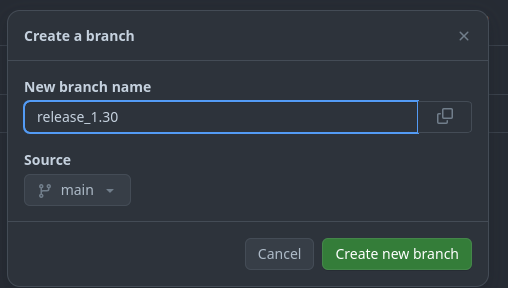 Create a branch
New branch name
release_1.30
Source
main
Cancel
Create new branch